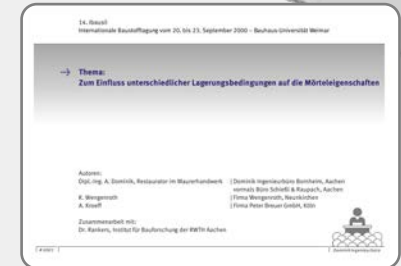 14. ibausil
Internationale Baustofftagung vom 20. bis 23. September 2000 – Bauhaus-Universität Weimar
Thema:
Zum Einfluss unterschiedlicher Lagerungsbedingungen auf die Mörteleigenschaften
Autoren:
Dipl.-Ing. A. Dominik, Restaurator im Maurerhandwerk | Dominik Ingenieurbüro Bornheim, Aachen
vormals Büro Schießl & Raupach, Aachen
K. Wengenroth | Firma Wengenroth, Neunkirchen
A. Kneeff | Firma Peter Breuer GmbH, Köln
Zusammenarbeit mit:
Dr. Rankers, Institut für Bauforschung der RWTH Aachen